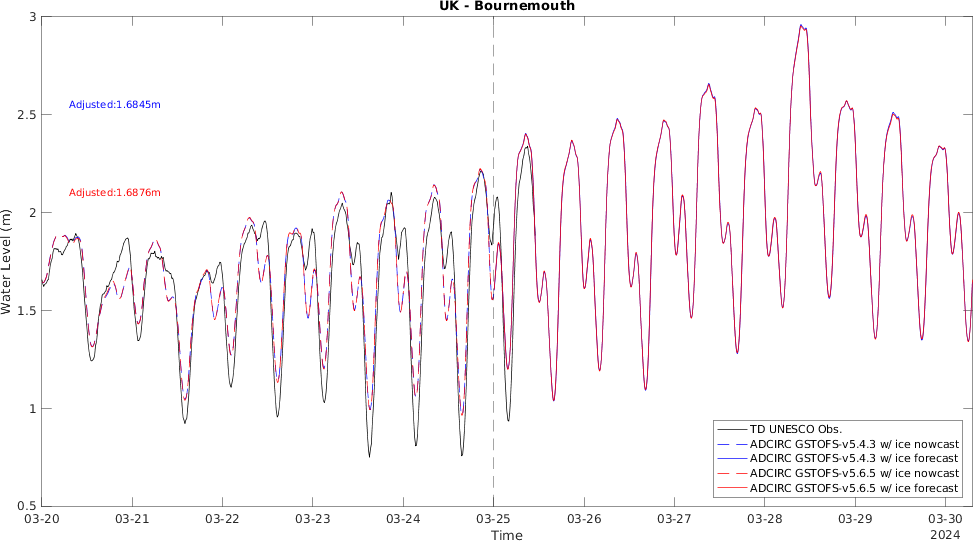 UK - Bournemouth
3
2.5
2
1.5
1
0.5
Water Level (m)
Adjusted:1.6845m
Adjusted:1.6876m
TD UNESCO Obs.
ADCIRC GSTOFS-v5.4.3 w/ ice nowcast
ADCIRC GSTOFS-v5.4.3 w/ ice forecast
ADCIRC GSTOFS-v5.6.5 w/ ice nowcast
ADCIRC GSTOFS-v5.6.5 w/ ice forecast
03-20 03-21 03-22 03-23 03-24 03-25 03-26 03-27 03-28 03-29 03-30
Time
2024